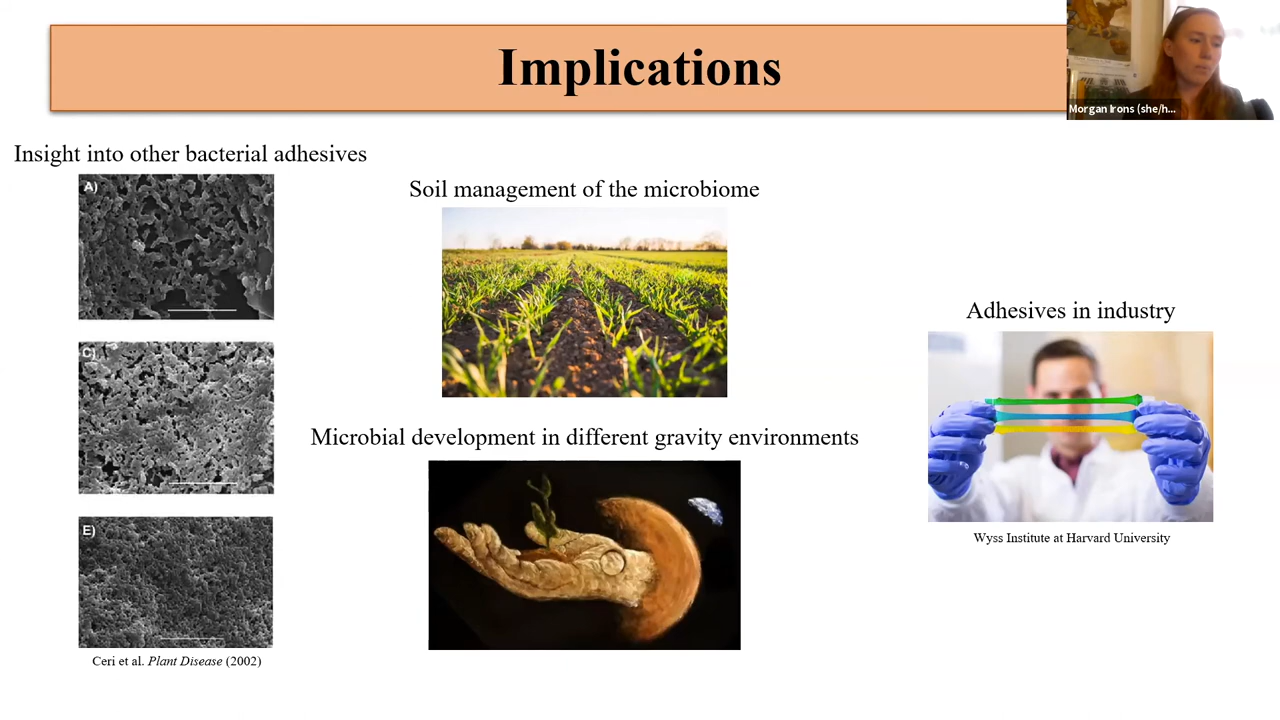 Implications
Morgan Irons (she/h...
Insight into other bacterial adhesives
A)
C)
E)
Ceri et al. Plant Disease (2002)
Soil management of the microbiome
Microbial development in different gravity environments
Adhesives in industry
Wyss Institute at Harvard University